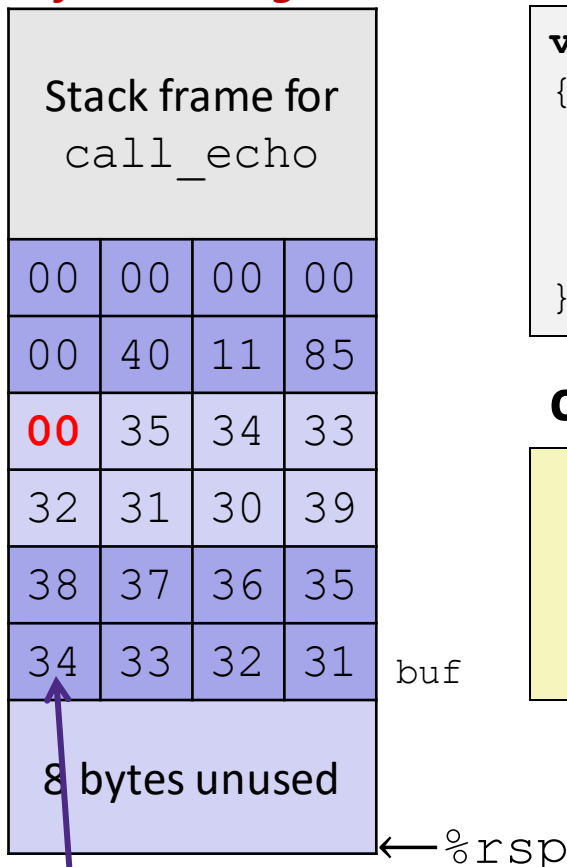 Stack frame for
call_echo
00 00 00 00
00 40 11 85
00 35 34 33
32 31 30 39
38 37 36 35
34 33 32 31 buf
8 bytes unused
←%rsp
{
}